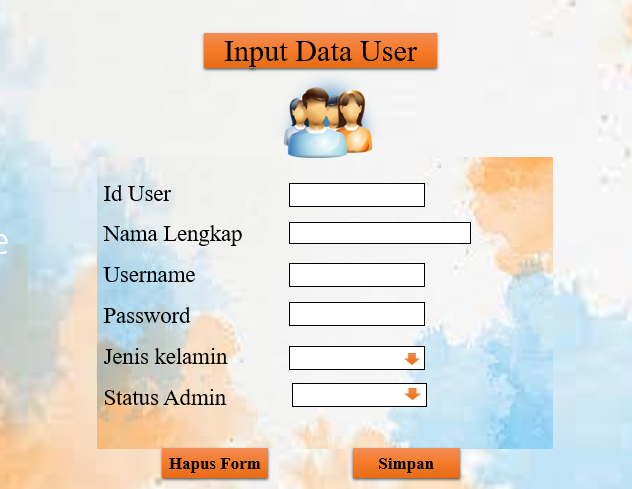 Input Data User
Id User
Nama Lengkap
Username
Password
Jenis kelamin
Status Admin
Hapus Form
Simpan